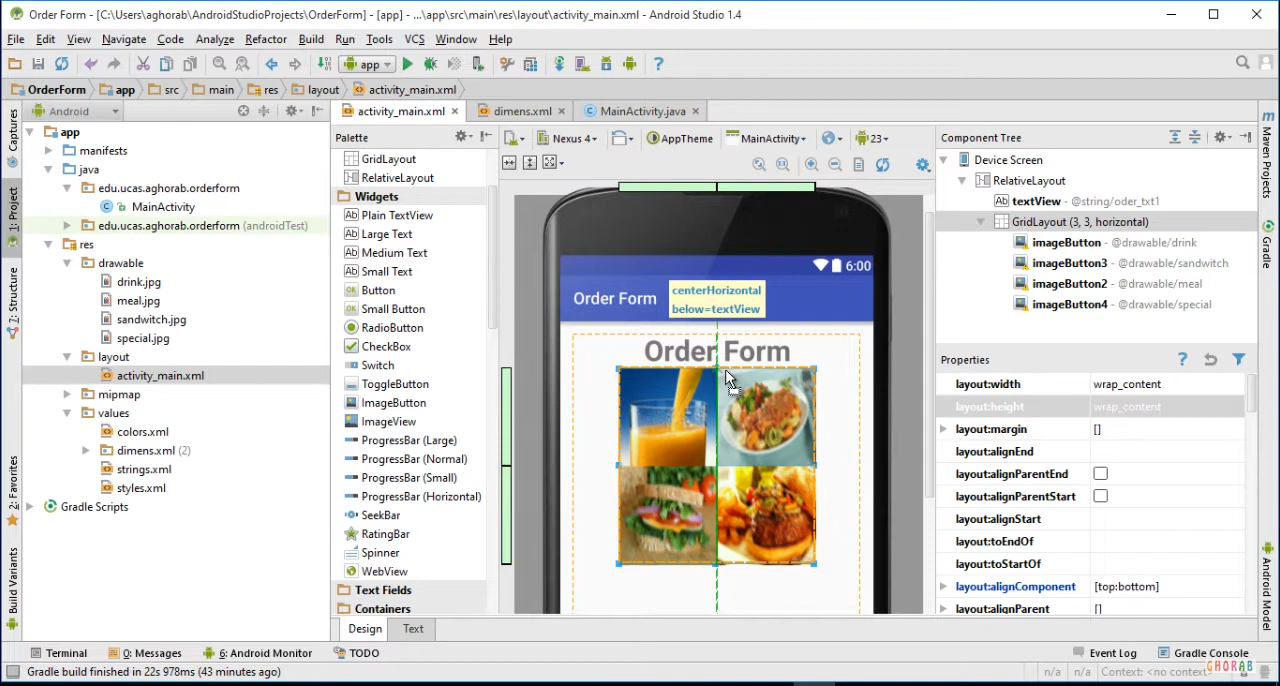 Order Form - [C:\Users\aghorab\AndroidStudioProjects\OrderForm] - [app] - ...\app\src\main\res\layout\activity_main.xml - Android Studio 1.4
File Edit View Navigate Code Analyze Refactor Build Run Tools VCS Window Help
app
OrderForm app src main res layout activity_main.xml
Android
activity_main.xml dimens.xml MainActivity.java
Captures
1: Project
7: Structure
2: Favorites
Build Variants
app
manifests
java
edu.ucas.aghorab.orderform
MainActivity
edu.ucas.aghorab.orderform (androidTest)
res
drawable
drink.jpg
meal.jpg
sandwitch.jpg
special.jpg
layout
activity_main.xml
mipmap
values
colors.xml
dimens.xml (2)
strings.xml
styles.xml
Gradle Scripts
Palette
GridLayout
RelativeLayout
Widgets
Plain TextView
Large Text
Medium Text
Small Text
Button
Small Button
RadioButton
CheckBox
Switch
ToggleButton
ImageButton
ImageView
ProgressBar (Large)
ProgressBar (Normal)
ProgressBar (Small)
ProgressBar (Horizontal)
SeekBar
RatingBar
Spinner
WebView
Text Fields
Containers
Design Text
Nexus 4 AppTheme MainActivity 23
6:00
Order Form
centerHorizontal
below=textView
Order Form
Component Tree
Device Screen
RelativeLayout
textView - @string/oder_txt1
GridLayout (3, 3, horizontal)
imageButton - @drawable/drink
imageButton3 - @drawable/sandwitch
imageButton2 - @drawable/meal
imageButton4 - @drawable/special
Properties
layout:width wrap_content
layout:height wrap_content
layout:margin []
layout:alignEnd
layout:alignParentEnd
layout:alignParentStart
layout:alignStart
layout:toEndOf
layout:toStartOf
layout:alignComponent [top:bottom]
layout:alignParent []
Maven Projects
Gradle
Android Model
Terminal 0: Messages 6: Android Monitor TODO Event Log Gradle Console
Gradle build finished in 22s 978ms (43 minutes ago) n/a n/a Context: <no context>
GHORAB